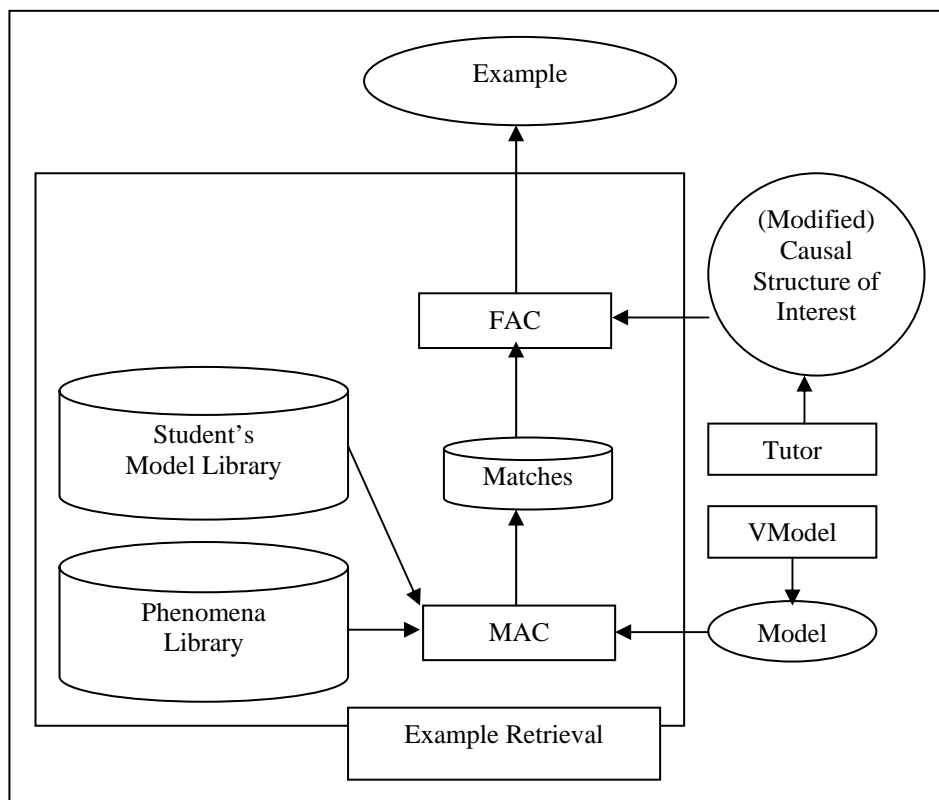 Example
(Modified)
Causal
Structure of
Interest
FAC
Student’s
Model Library
Matches
Tutor
VModel
Phenomena
Library
MAC
Model
Example Retrieval